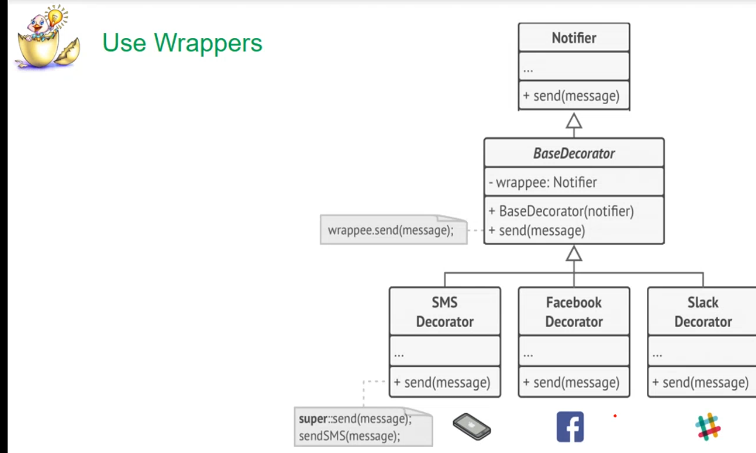 Use Wrappers
Notifier
...
+ send(message)
BaseDecorator
- wrappee: Notifier
+ BaseDecorator(notifier)
+ send(message)
wrappee.send(message);
SMS
Decorator
...
+ send(message)
Facebook
Decorator
...
+ send(message)
Slack
Decorator
...
+ send(message)
super::send(message);
sendSMS(message);